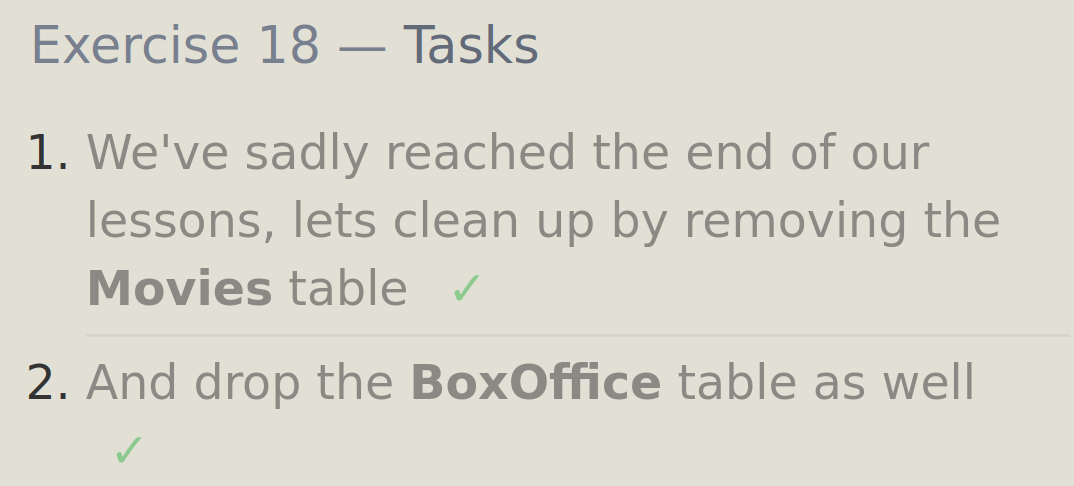 Exercise 18 — Tasks
1. We've sadly reached the end of our
lessons, lets clean up by removing the
Movies table ✓
2. And drop the BoxOffice table as well
✓